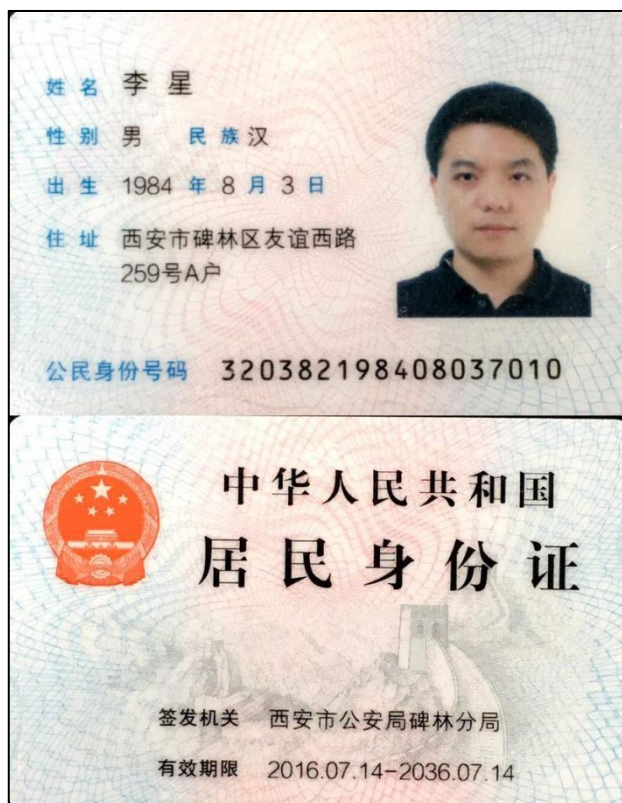 姓名 李星
性别 男 民族 汉
出生 1984 年 8 月 3 日
住址 西安市碑林区友谊西路
259号A户
公民身份号码 320382198408037010
中华人民共和国
居民身份证
签发机关 西安市公安局碑林分局
有效期限 2016.07.14-2036.07.14